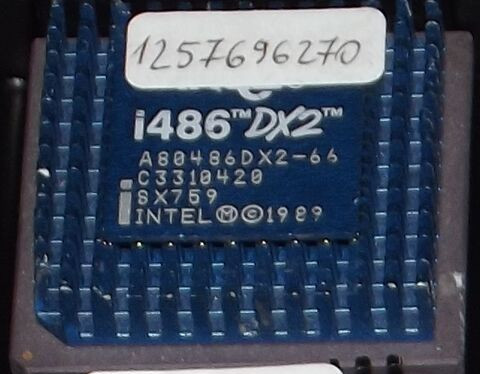 1257696270
i486™DX2™
A80486DX2-66
C3310420
SX759
INTEL Ⓜ©1989